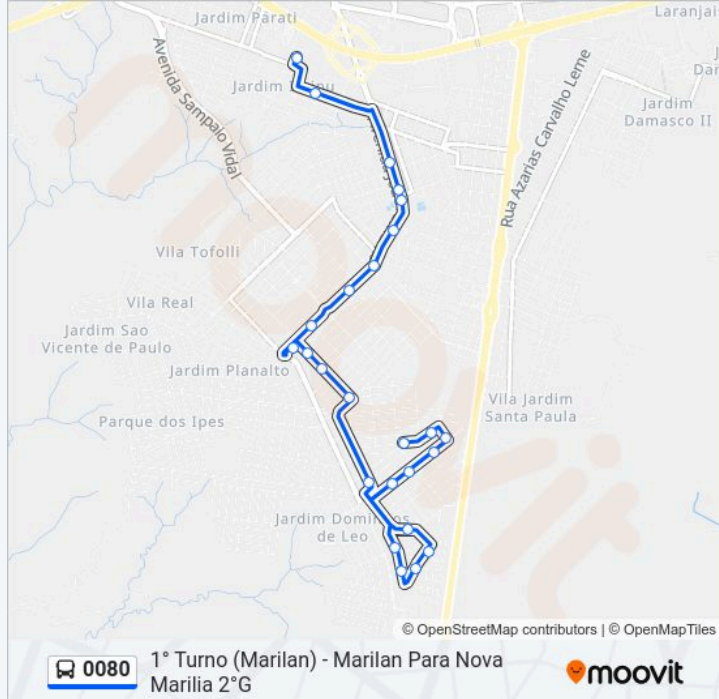 Jardim Parati
Laranjai
Avenida Sampaio Vidal
Jardim
Jardim
Damasco II
Rua Azarias Carvalho Leme
Vila Tofolli
Vila Real
Jardim Sao
Vicente de Paulo
Jardim Planalto
Parque dos Ipes
Vila Jardim
Santa Paula
Jardim Domingos
de Leo
moovit
© OpenStreetMap contributors | © OpenMapTiles
0080
1° Turno (Marilan) - Marilan Para Nova
Marilia 2°G
moovit